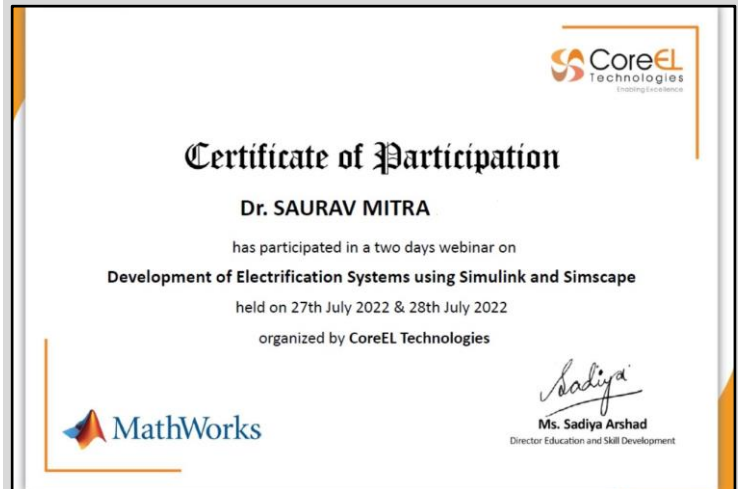 CoreEL
Technologies
Enabling Excellence
Certificate of Participation
Dr. SAURAV MITRA
has participated in a two days webinar on
Development of Electrification Systems using Simulink and Simscape
held on 27th July 2022 & 28th July 2022
organized by CoreEL Technologies
Sadiya
MathWorks
Ms. Sadiya Arshad
Director Education and Skill Development